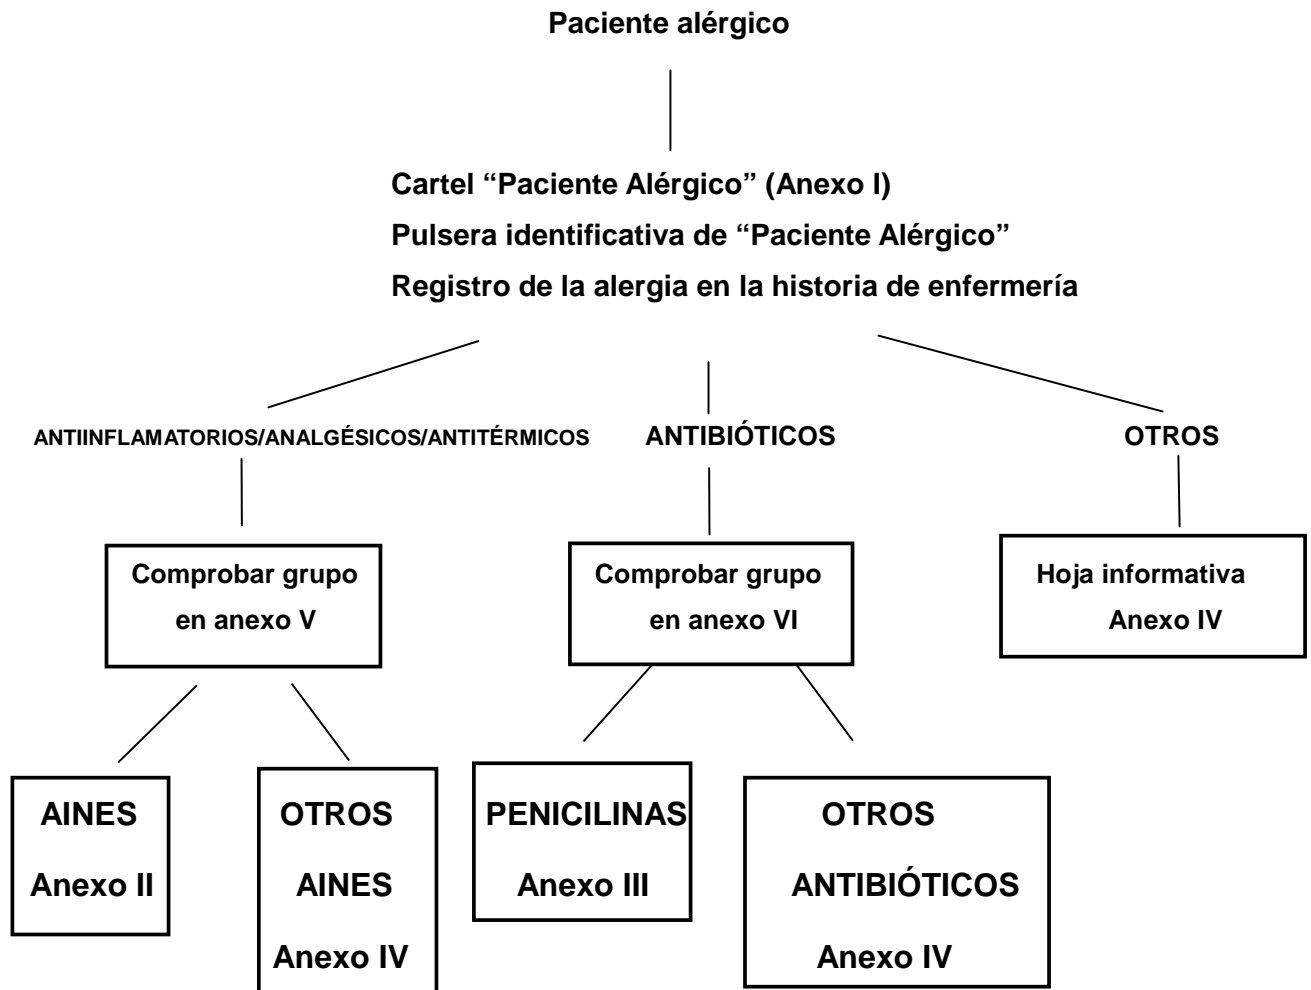 Paciente alérgico
Cartel “Paciente Alérgico” (Anexo I)
Pulsera identificativa de “Paciente Alérgico”
Registro de la alergia en la historia de enfermería
ANTIINFLAMATORIOS/ANALGÉSICOS/ANTITÉRMICOS
ANTIBIÓTICOS
OTROS
Comprobar grupo
en anexo V
Comprobar grupo
en anexo VI
Hoja informativa
Anexo IV
AINES
Anexo II
OTROS
AINES
Anexo IV
PENICILINAS
Anexo III
OTROS
ANTIBIÓTICOS
Anexo IV